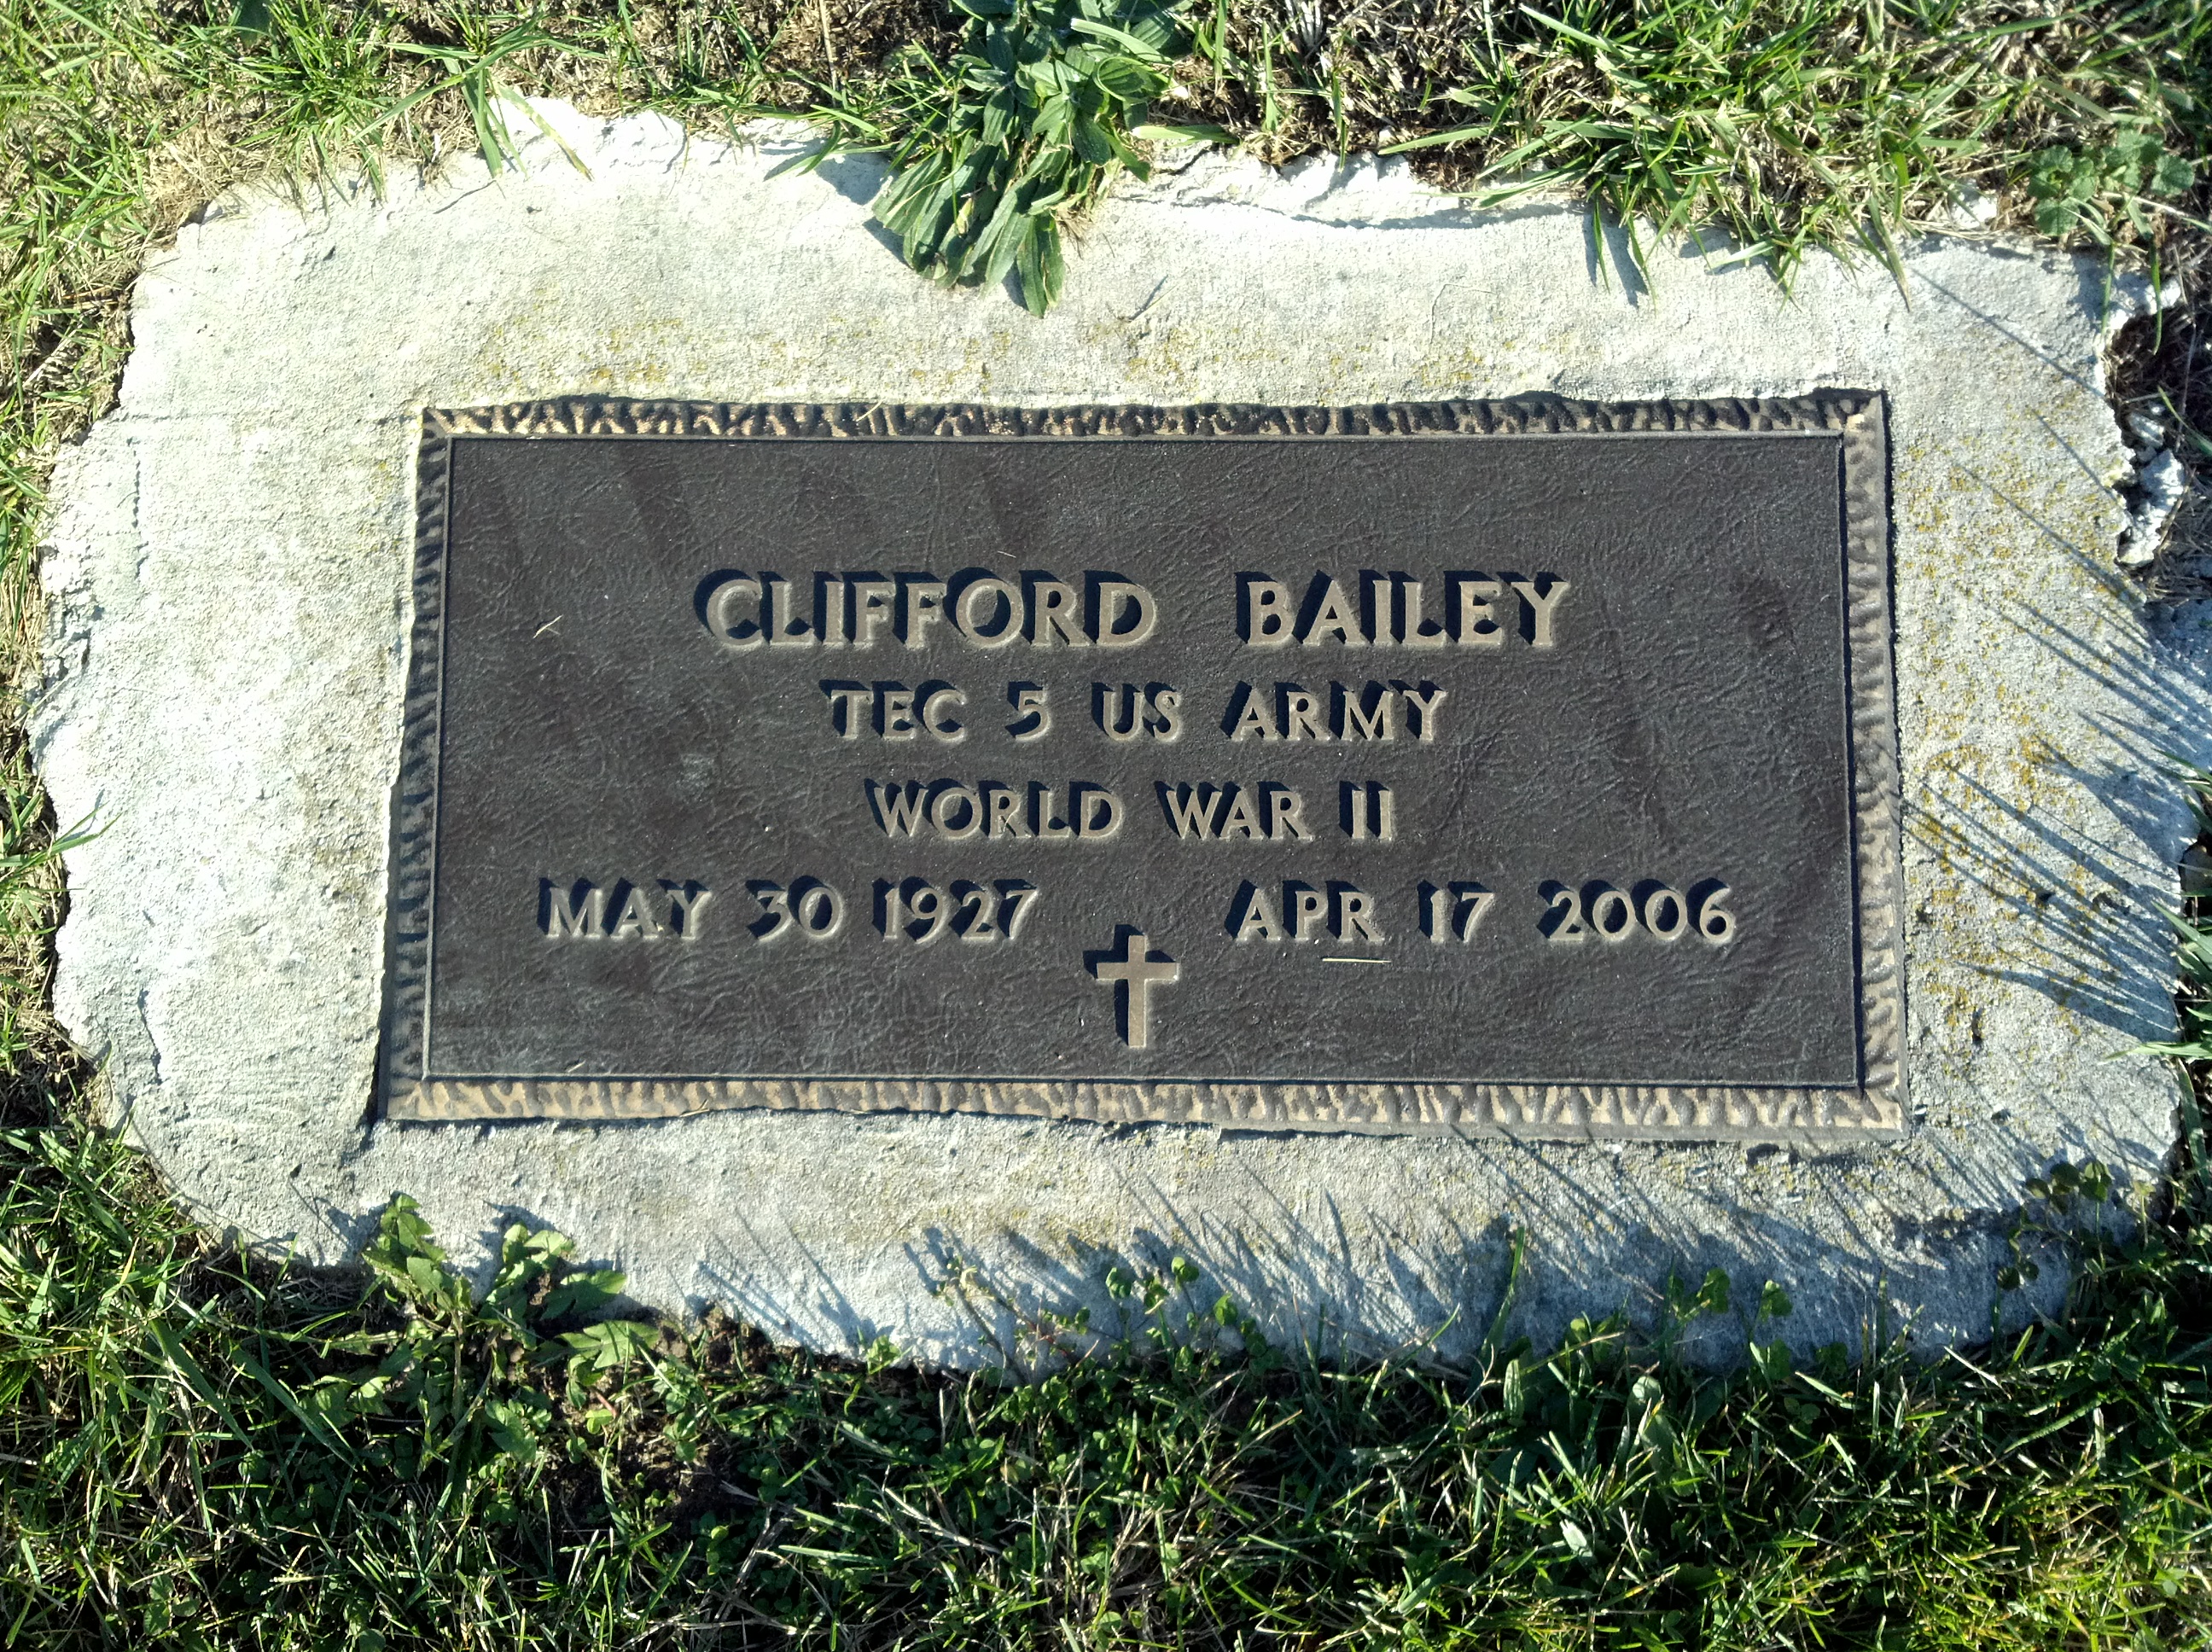 CLIFFORD BAILEY
TEC 5 US ARMY
WORLD WAR II
MAY 30 1927 APR 17 2006